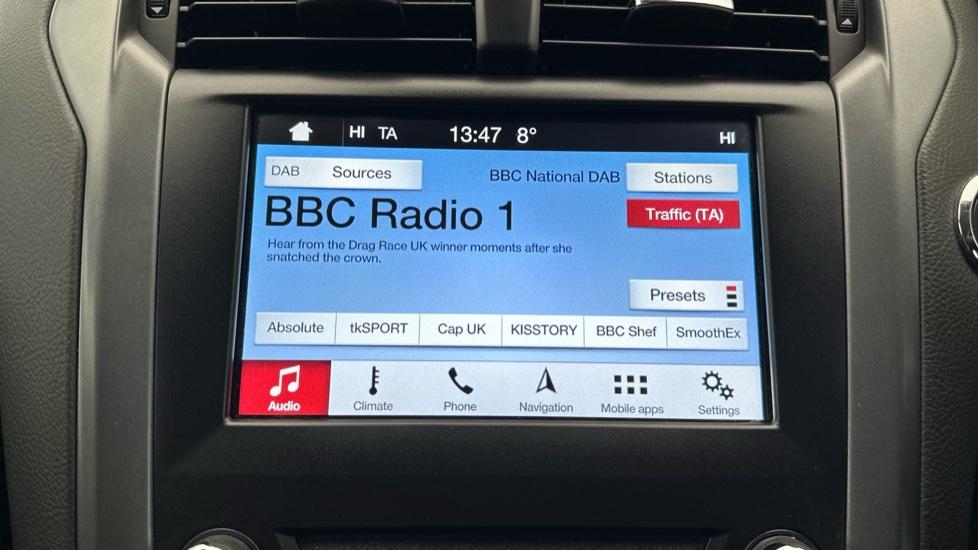 HI TA 13:47 8° HI
DAB Sources BBC National DAB Stations
BBC Radio 1 Traffic (TA)
Hear from the Drag Race UK winner moments after she
snatched the crown.
Presets
Absolute tkSPORT Cap UK KISSTORY BBC Shef SmoothEx
Audio Climate Phone Navigation Mobile apps Settings